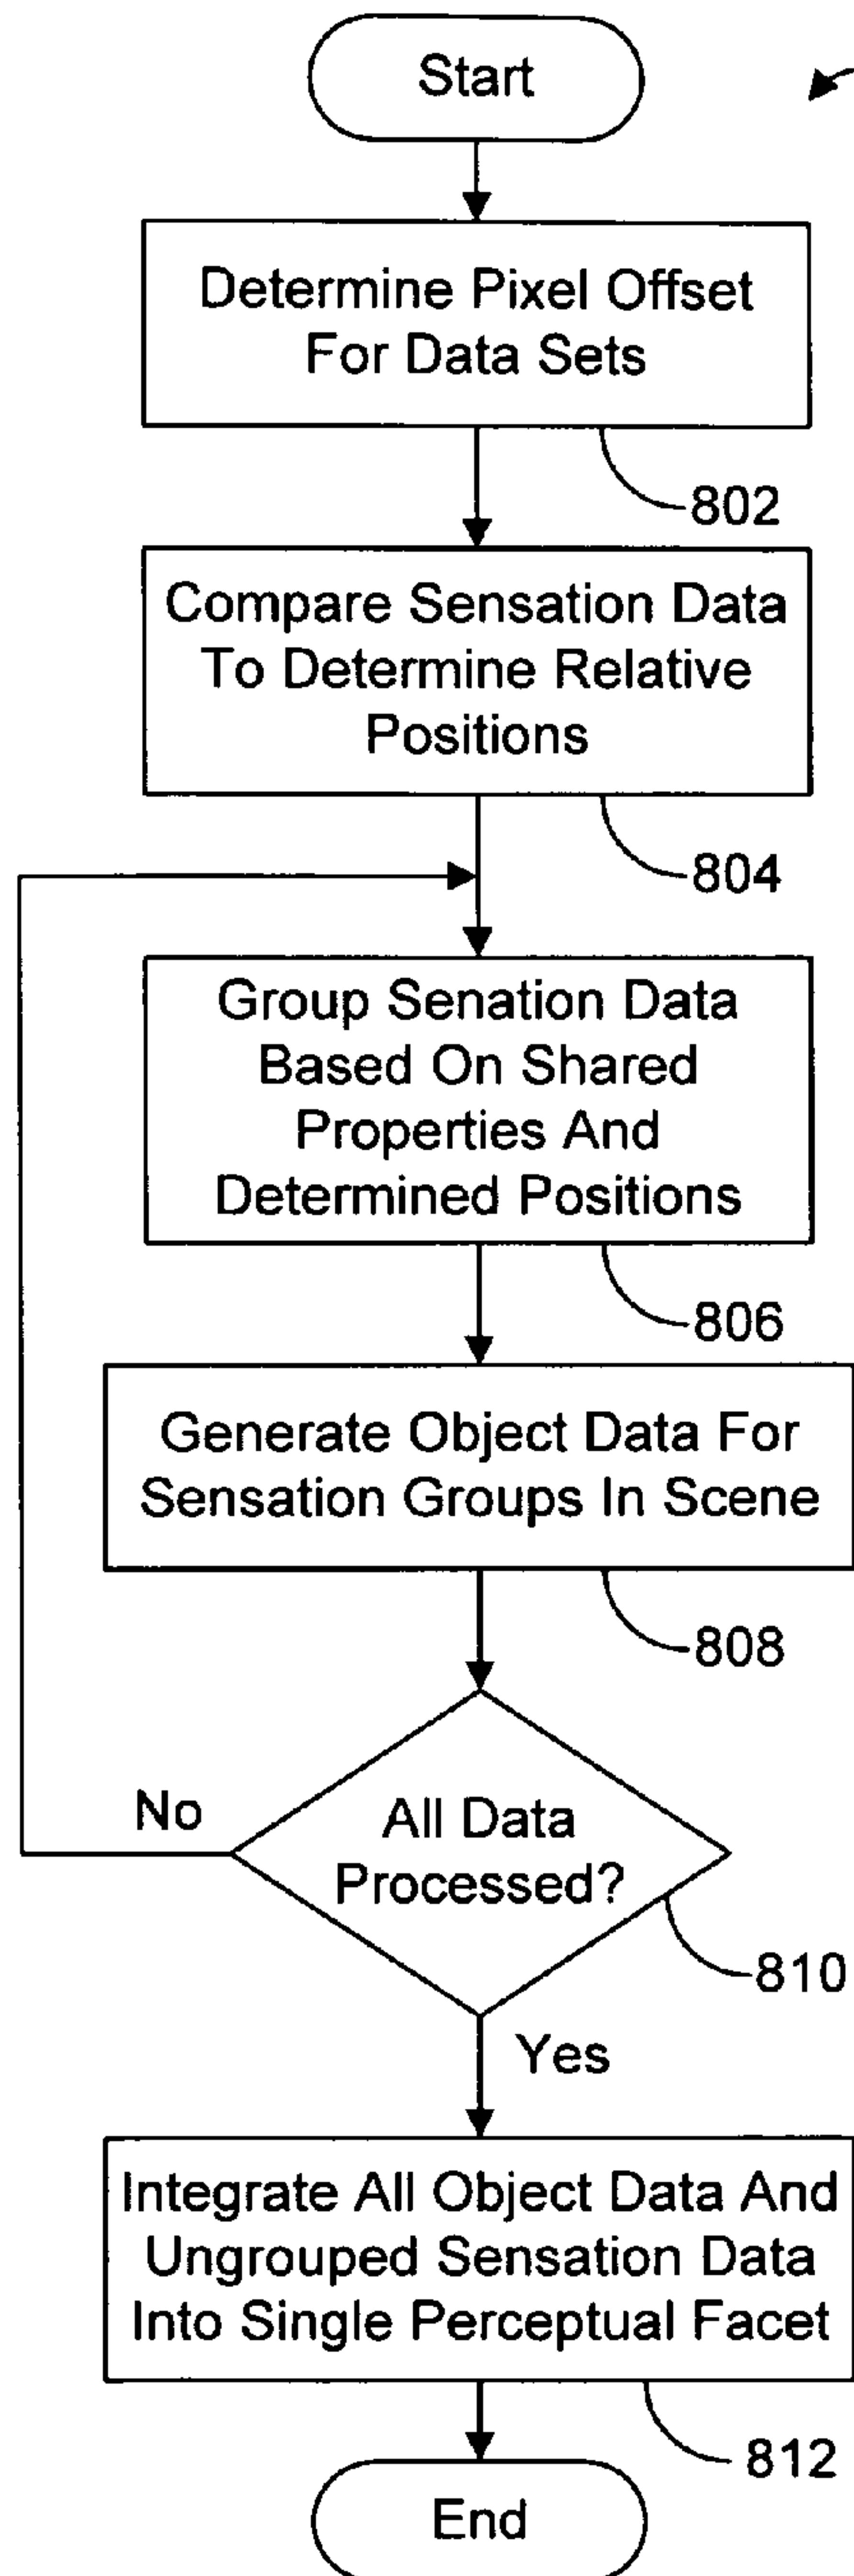 Start
Determine Pixel Offset
For Data Sets
802
Compare Sensation Data
To Determine Relative
Positions
804
Group Senation Data
Based On Shared
Properties And
Determined Positions
806
Generate Object Data For
Sensation Groups In Scene
808
No
All Data
Processed?
810
Yes
Integrate All Object Data And
Ungrouped Sensation Data
Into Single Perceptual Facet
812
End